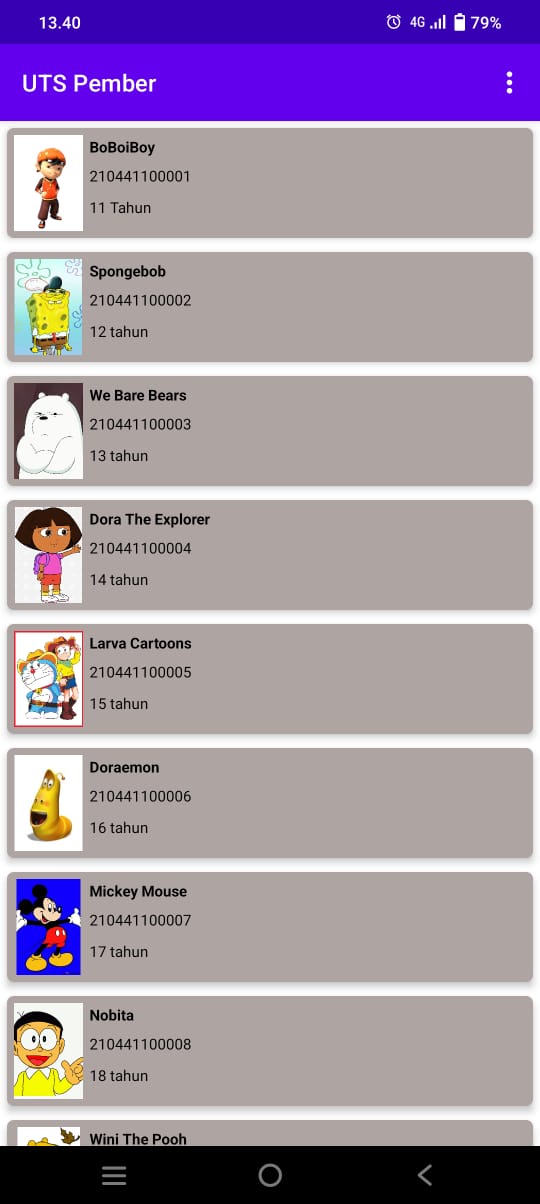 13.40
4G 79%
UTS Pember
BoBoiBoy
210441100001
11 Tahun
Spongebob
210441100002
12 tahun
We Bare Bears
210441100003
13 tahun
Dora The Explorer
210441100004
14 tahun
Larva Cartoons
210441100005
15 tahun
Doraemon
210441100006
16 tahun
Mickey Mouse
210441100007
17 tahun
Nobita
210441100008
18 tahun
Wini The Pooh